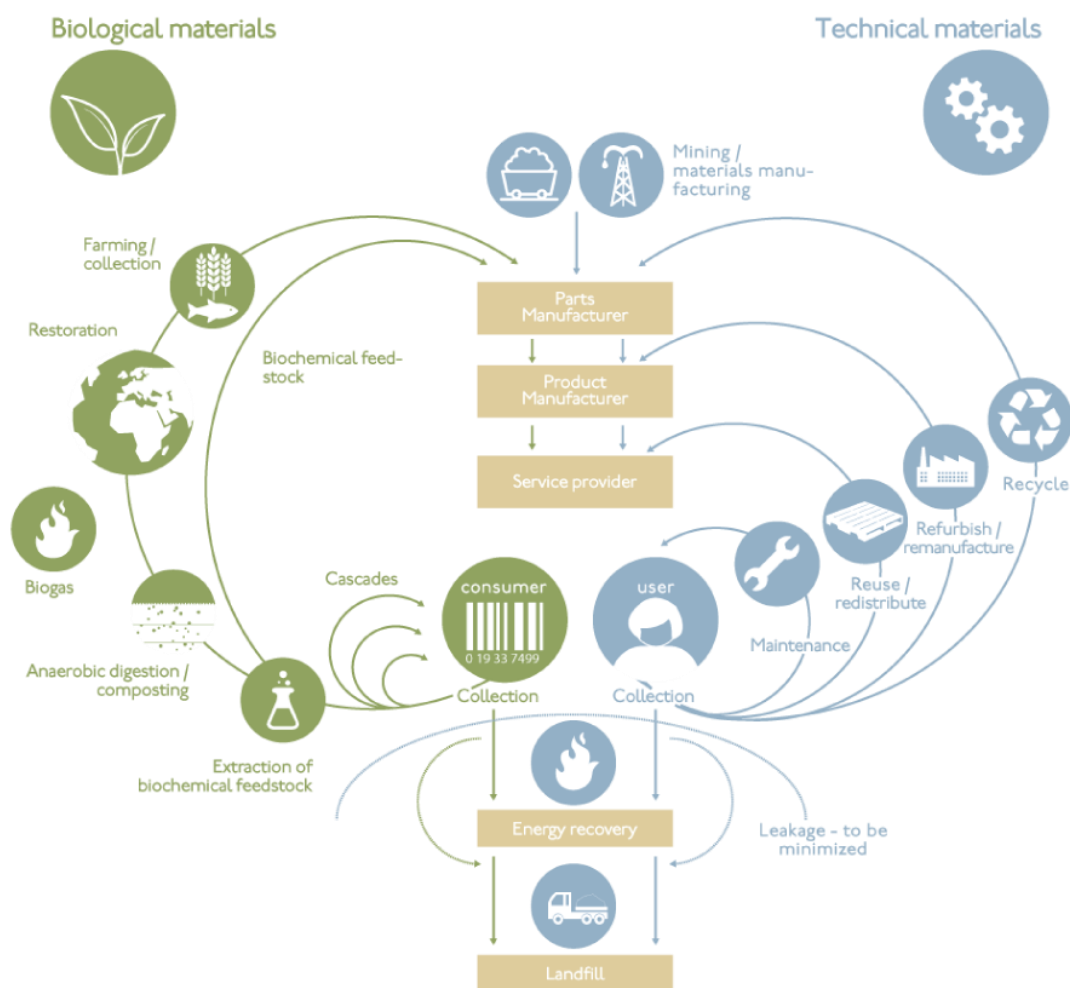 Biological materials
Technical materials
Mining /
materials manu-
facturing
Farming /
collection
Parts
Manufacturer
Restoration
Biochemical feed-
stock
Product
Manufacturer
Service provider
Recycle
Refurbish /
remanufacture
Biogas
Cascades
consumer
user
Reuse /
redistribute
0 19 33 7499
Maintenance
Anaerobic digestion /
composting
Collection
Collection
Extraction of
biochemical feedstock
Energy recovery
Leakage - to be
minimized
Landfill